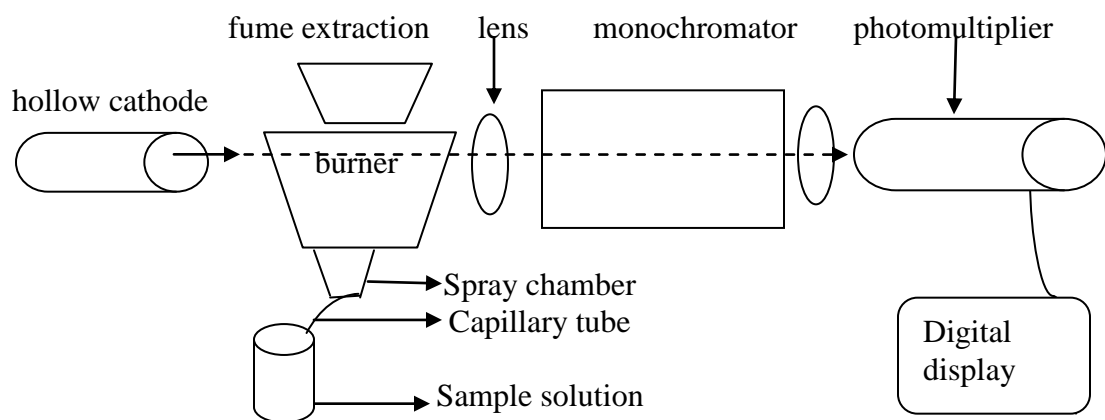 fume extraction
lens
monochromator
photomultiplier
hollow cathode
burner
Spray chamber
Capillary tube
Sample solution
Digital
display